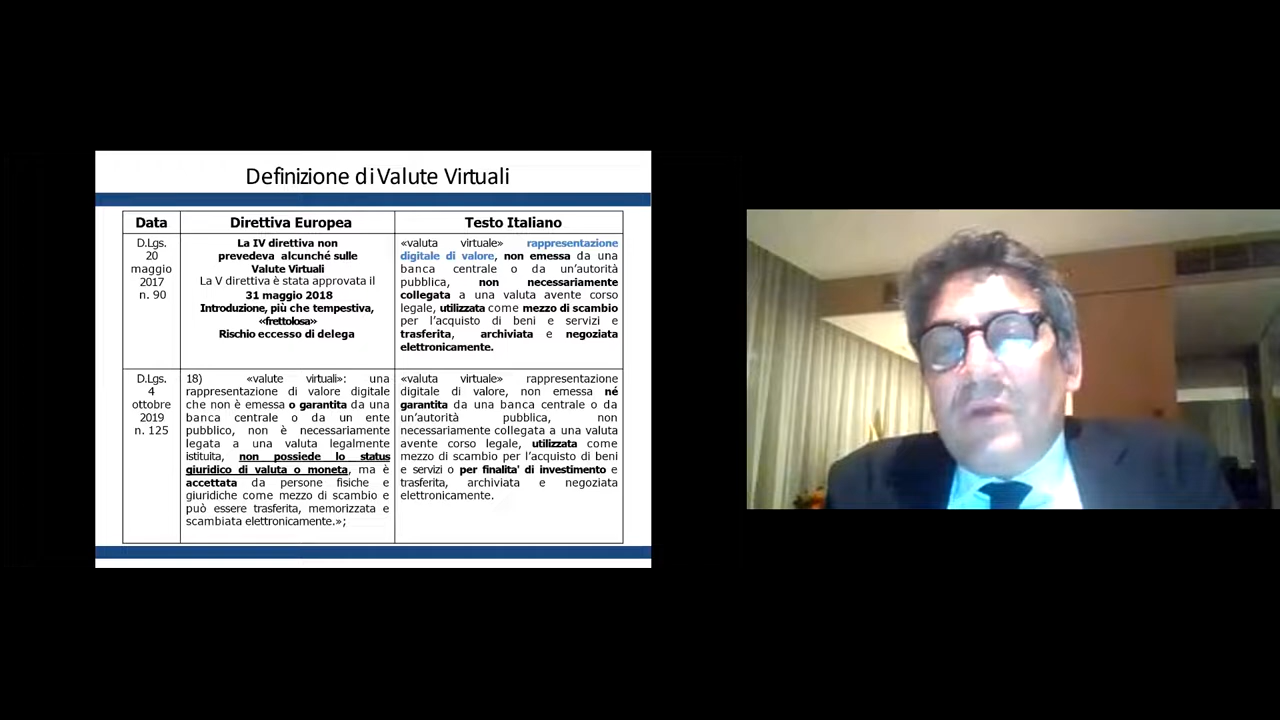 Definizione di Valute Virtuali
Data
Direttiva Europea
Testo Italiano
D.Lgs.
20
maggio
2017
n. 90
La IV direttiva non
prevedeva alcunché sulle
Valute Virtuali
La V direttiva è stata approvata il
31 maggio 2018
Introduzione, più che tempestiva,
«frettolosa»
Rischio eccesso di delega
«valuta virtuale» rappresentazione
digitale di valore, non emessa da una
banca centrale o da un'autorità
pubblica, non necessariamente
collegata a una valuta avente corso
legale, utilizzata come mezzo di scambio
per l'acquisto di beni e servizi e
trasferita, archiviata e negoziata
elettronicamente.
D.Lgs.
4
ottobre
2019
n. 125
18) «valute virtuali»: una
rappresentazione di valore digitale
che non è emessa o garantita da una
banca centrale o da un ente
pubblico, non è necessariamente
legata a una valuta legalmente
istituita, non possiede lo status
giuridico di valuta o moneta, ma è
accettata da persone fisiche e
giuridiche come mezzo di scambio e
può essere trasferita, memorizzata e
scambiata elettronicamente.»;
«valuta virtuale» rappresentazione
digitale di valore, non emessa né
garantita da una banca centrale o da
un'autorità pubblica, non
necessariamente collegata a una valuta
avente corso legale, utilizzata come
mezzo di scambio per l'acquisto di beni
e servizi o per finalita' di investimento e
trasferita, archiviata e negoziata
elettronicamente.